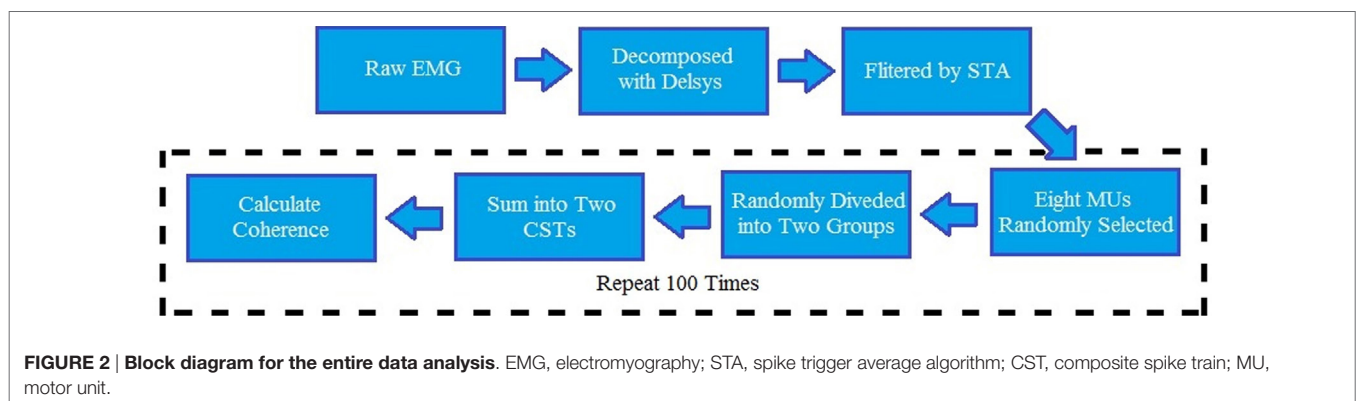 Raw EMG
Decomposed
with Delsys
Flitered by STA
Eight MUs
Randomly Selected
Randomly Diveded
into Two Groups
Sum into Two
CSTs
Calculate
Coherence
Repeat 100 Times
FIGURE 2 | Block diagram for the entire data analysis. EMG, electromyography; STA, spike trigger average algorithm; CST, composite spike train; MU,
motor unit.